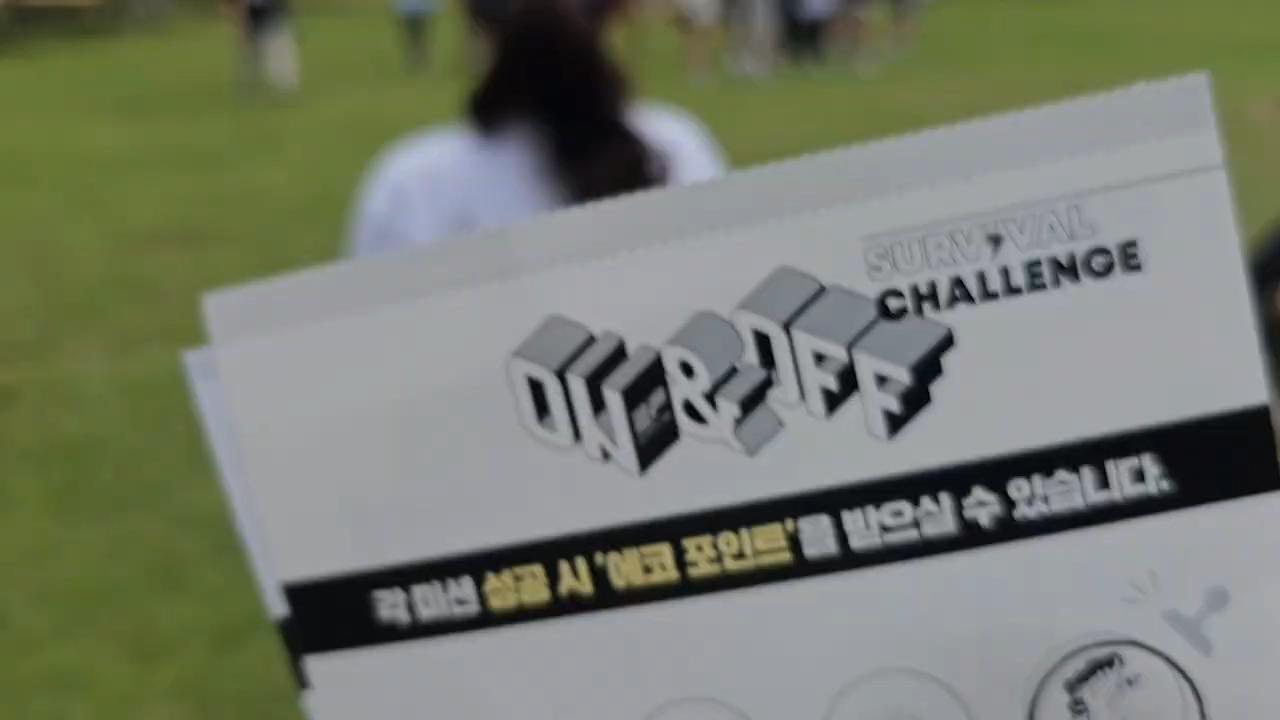 SURVIVAL
CHALLENGE
ON & OFF
각 미션 성공 시 '에코 포인트'을 받으실 수 있습니다.